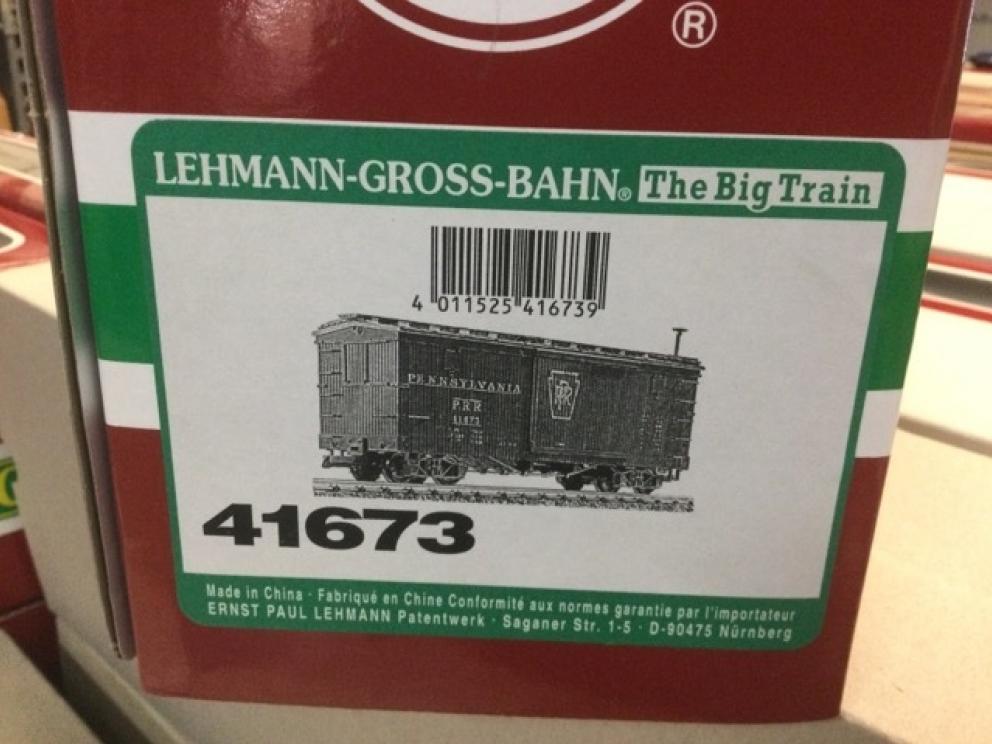 ®
LEHMANN-GROSS-BAHN® The Big Train
4 011525 416739
PENNSYLVANIA
PRR
PRR
41673
41673
Made in China · Fabriqué en Chine Conformité aux normes garantie par l'importateur
ERNST PAUL LEHMANN Patentwerk · Saganer Str. 1-5 · D-90475 Nürnberg